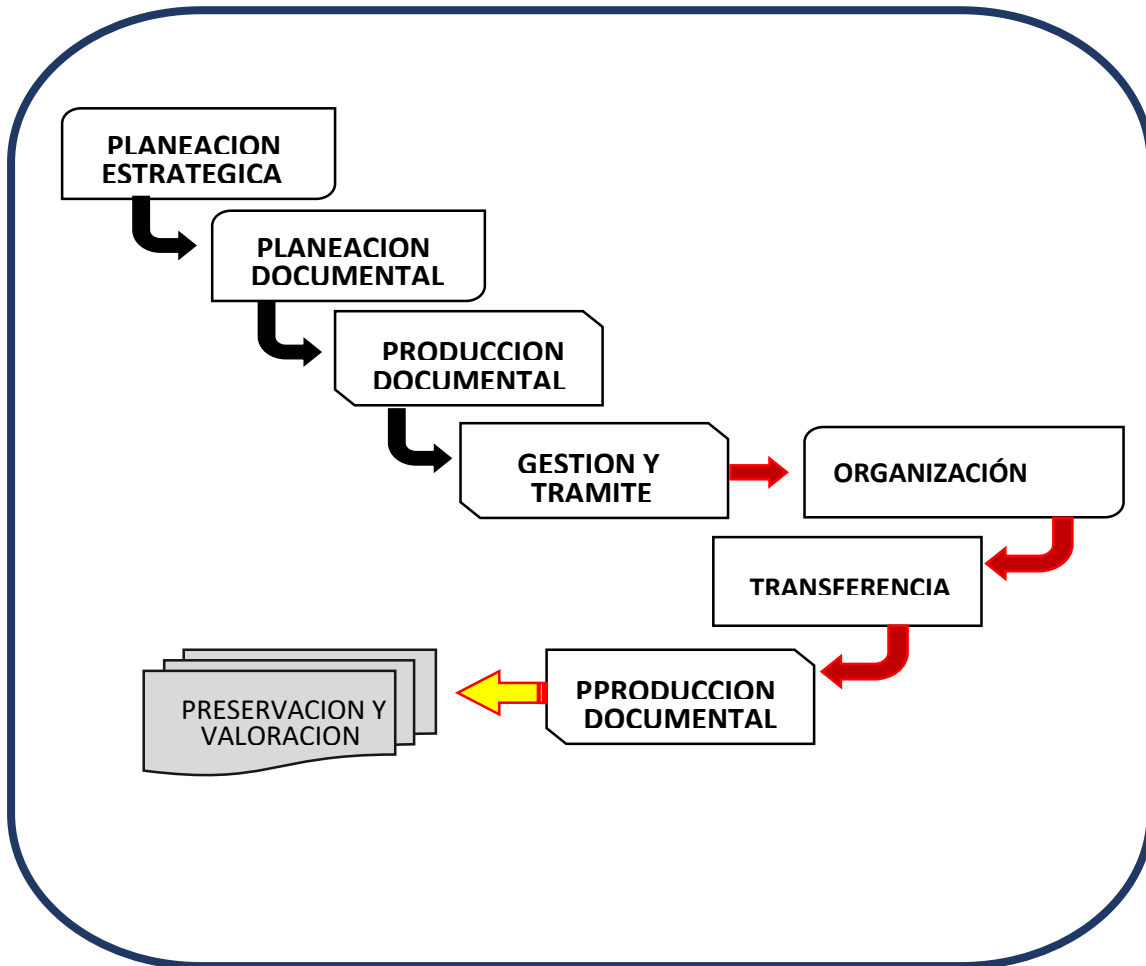 PLANEACION
ESTRATEGICA
PLANEACION
DOCUMENTAL
PRODUCCION
DOCUMENTAL
GESTION Y
TRAMITE
ORGANIZACIÓN
TRANSFERENCIA
PPRODUCCION
DOCUMENTAL
PRESERVACION Y
VALORACION